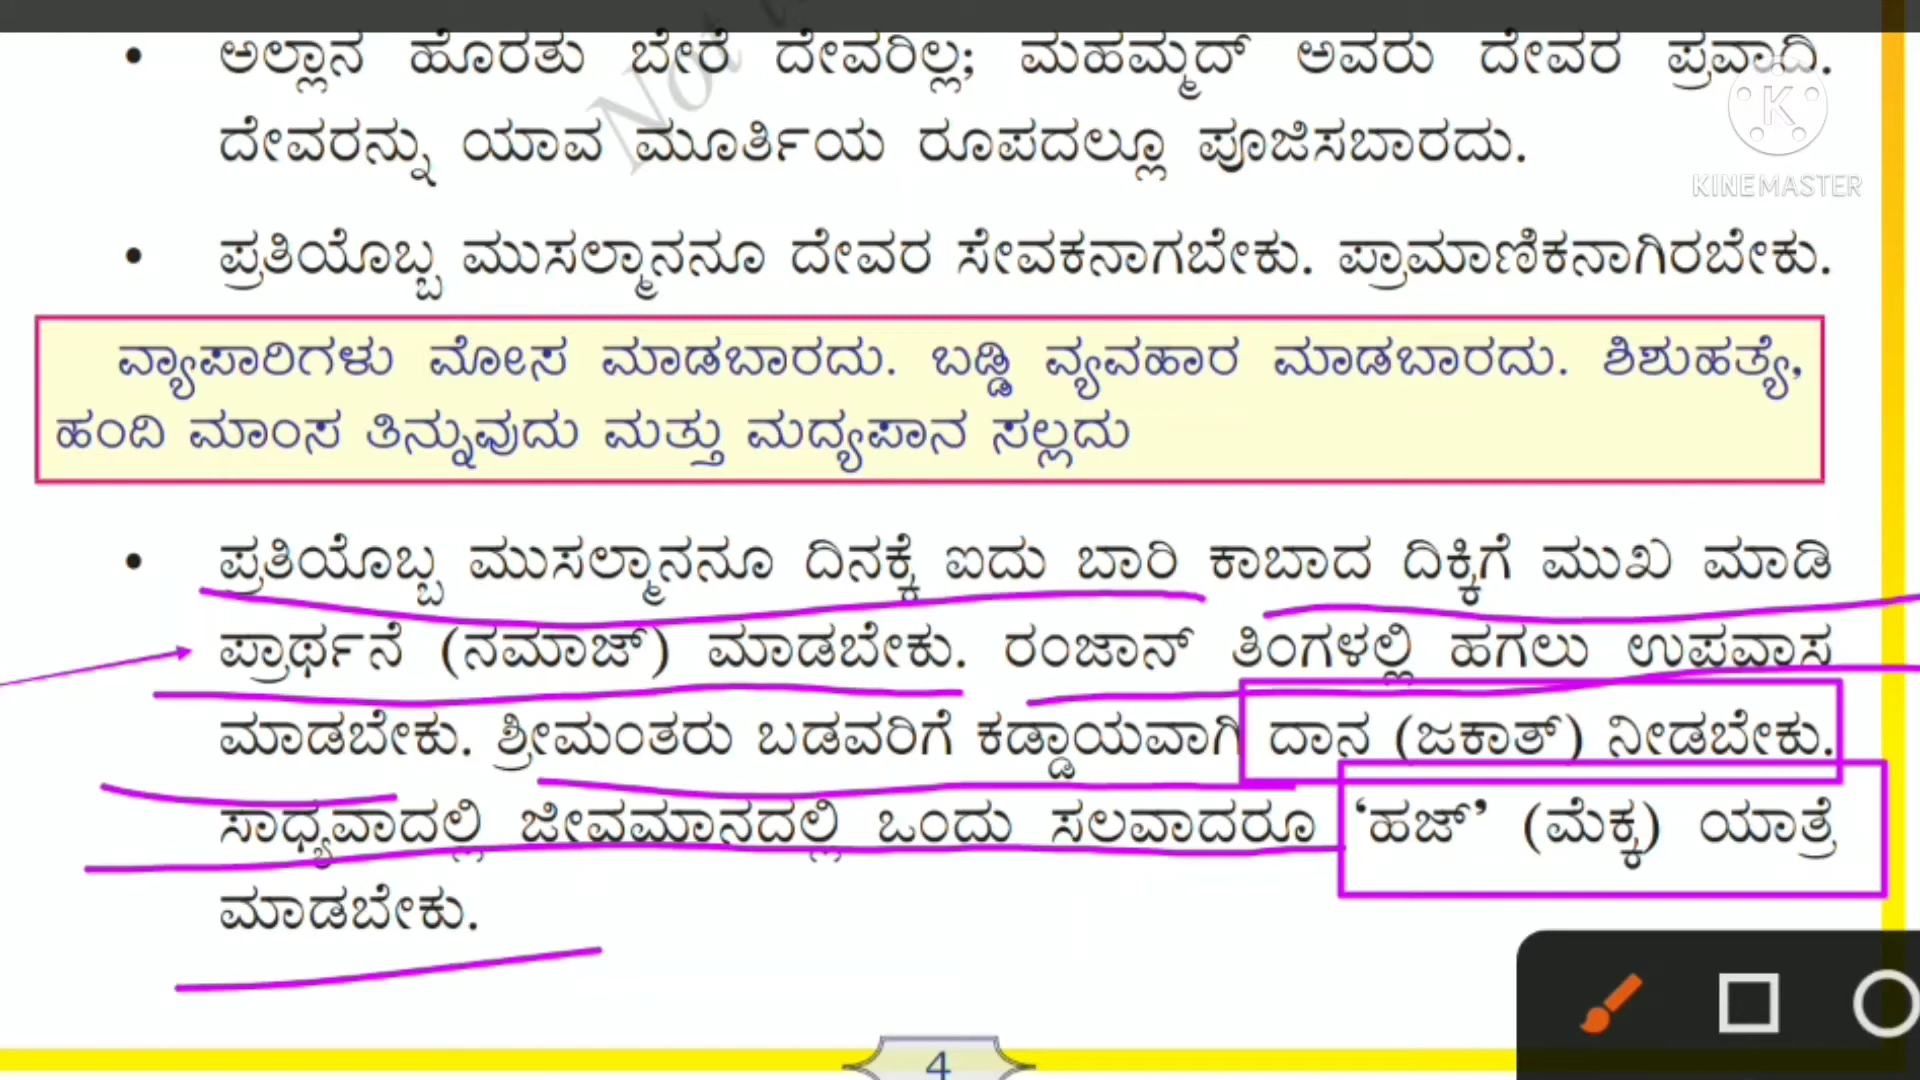 Not
ಅಲ್ಲಾನ ಹೊರತು ಬೇರೆ ದೇವರಿಲ್ಲ; ಮಹಮ್ಮದ್ ಅವರು ದೇವರ ಪ್ರವಾದಿ.
ದೇವರನ್ನು ಯಾವ ಮೂರ್ತಿಯ ರೂಪದಲ್ಲೂ ಪೂಜಿಸಬಾರದು.
K
KINEMASTER
ಪ್ರತಿಯೊಬ್ಬ ಮುಸಲ್ಮಾನನೂ ದೇವರ ಸೇವಕನಾಗಬೇಕು. ಪ್ರಾಮಾಣಿಕನಾಗಿರಬೇಕು.
ವ್ಯಾಪಾರಿಗಳು ಮೋಸ ಮಾಡಬಾರದು. ಬಡ್ಡಿ ವ್ಯವಹಾರ ಮಾಡಬಾರದು. ಶಿಶುಹತ್ಯೆ,
ಹಂದಿ ಮಾಂಸ ತಿನ್ನುವುದು ಮತ್ತು ಮದ್ಯಪಾನ ಸಲ್ಲದು
ಪ್ರತಿಯೊಬ್ಬ ಮುಸಲ್ಮಾನನೂ ದಿನಕ್ಕೆ ಐದು ಬಾರಿ ಕಾಬಾದ ದಿಕ್ಕಿಗೆ ಮುಖ ಮಾಡಿ
ಪ್ರಾರ್ಥನೆ (ನಮಾಜ್) ಮಾಡಬೇಕು. ರಂಜಾನ್ ತಿಂಗಳಲ್ಲಿ ಹಗಲು ಉಪವಾಸ
ಮಾಡಬೇಕು. ಶ್ರೀಮಂತರು ಬಡವರಿಗೆ ಕಡ್ಡಾಯವಾಗಿ ದಾನ (ಜಕಾತ್) ನೀಡಬೇಕು.
ಸಾಧ್ಯವಾದಲ್ಲಿ ಜೀವಮಾನದಲ್ಲಿ ಒಂದು ಸಲವಾದರೂ ‘ಹಜ್’ (ಮೆಕ್ಕ) ಯಾತ್ರೆ
ಮಾಡಬೇಕು.
4